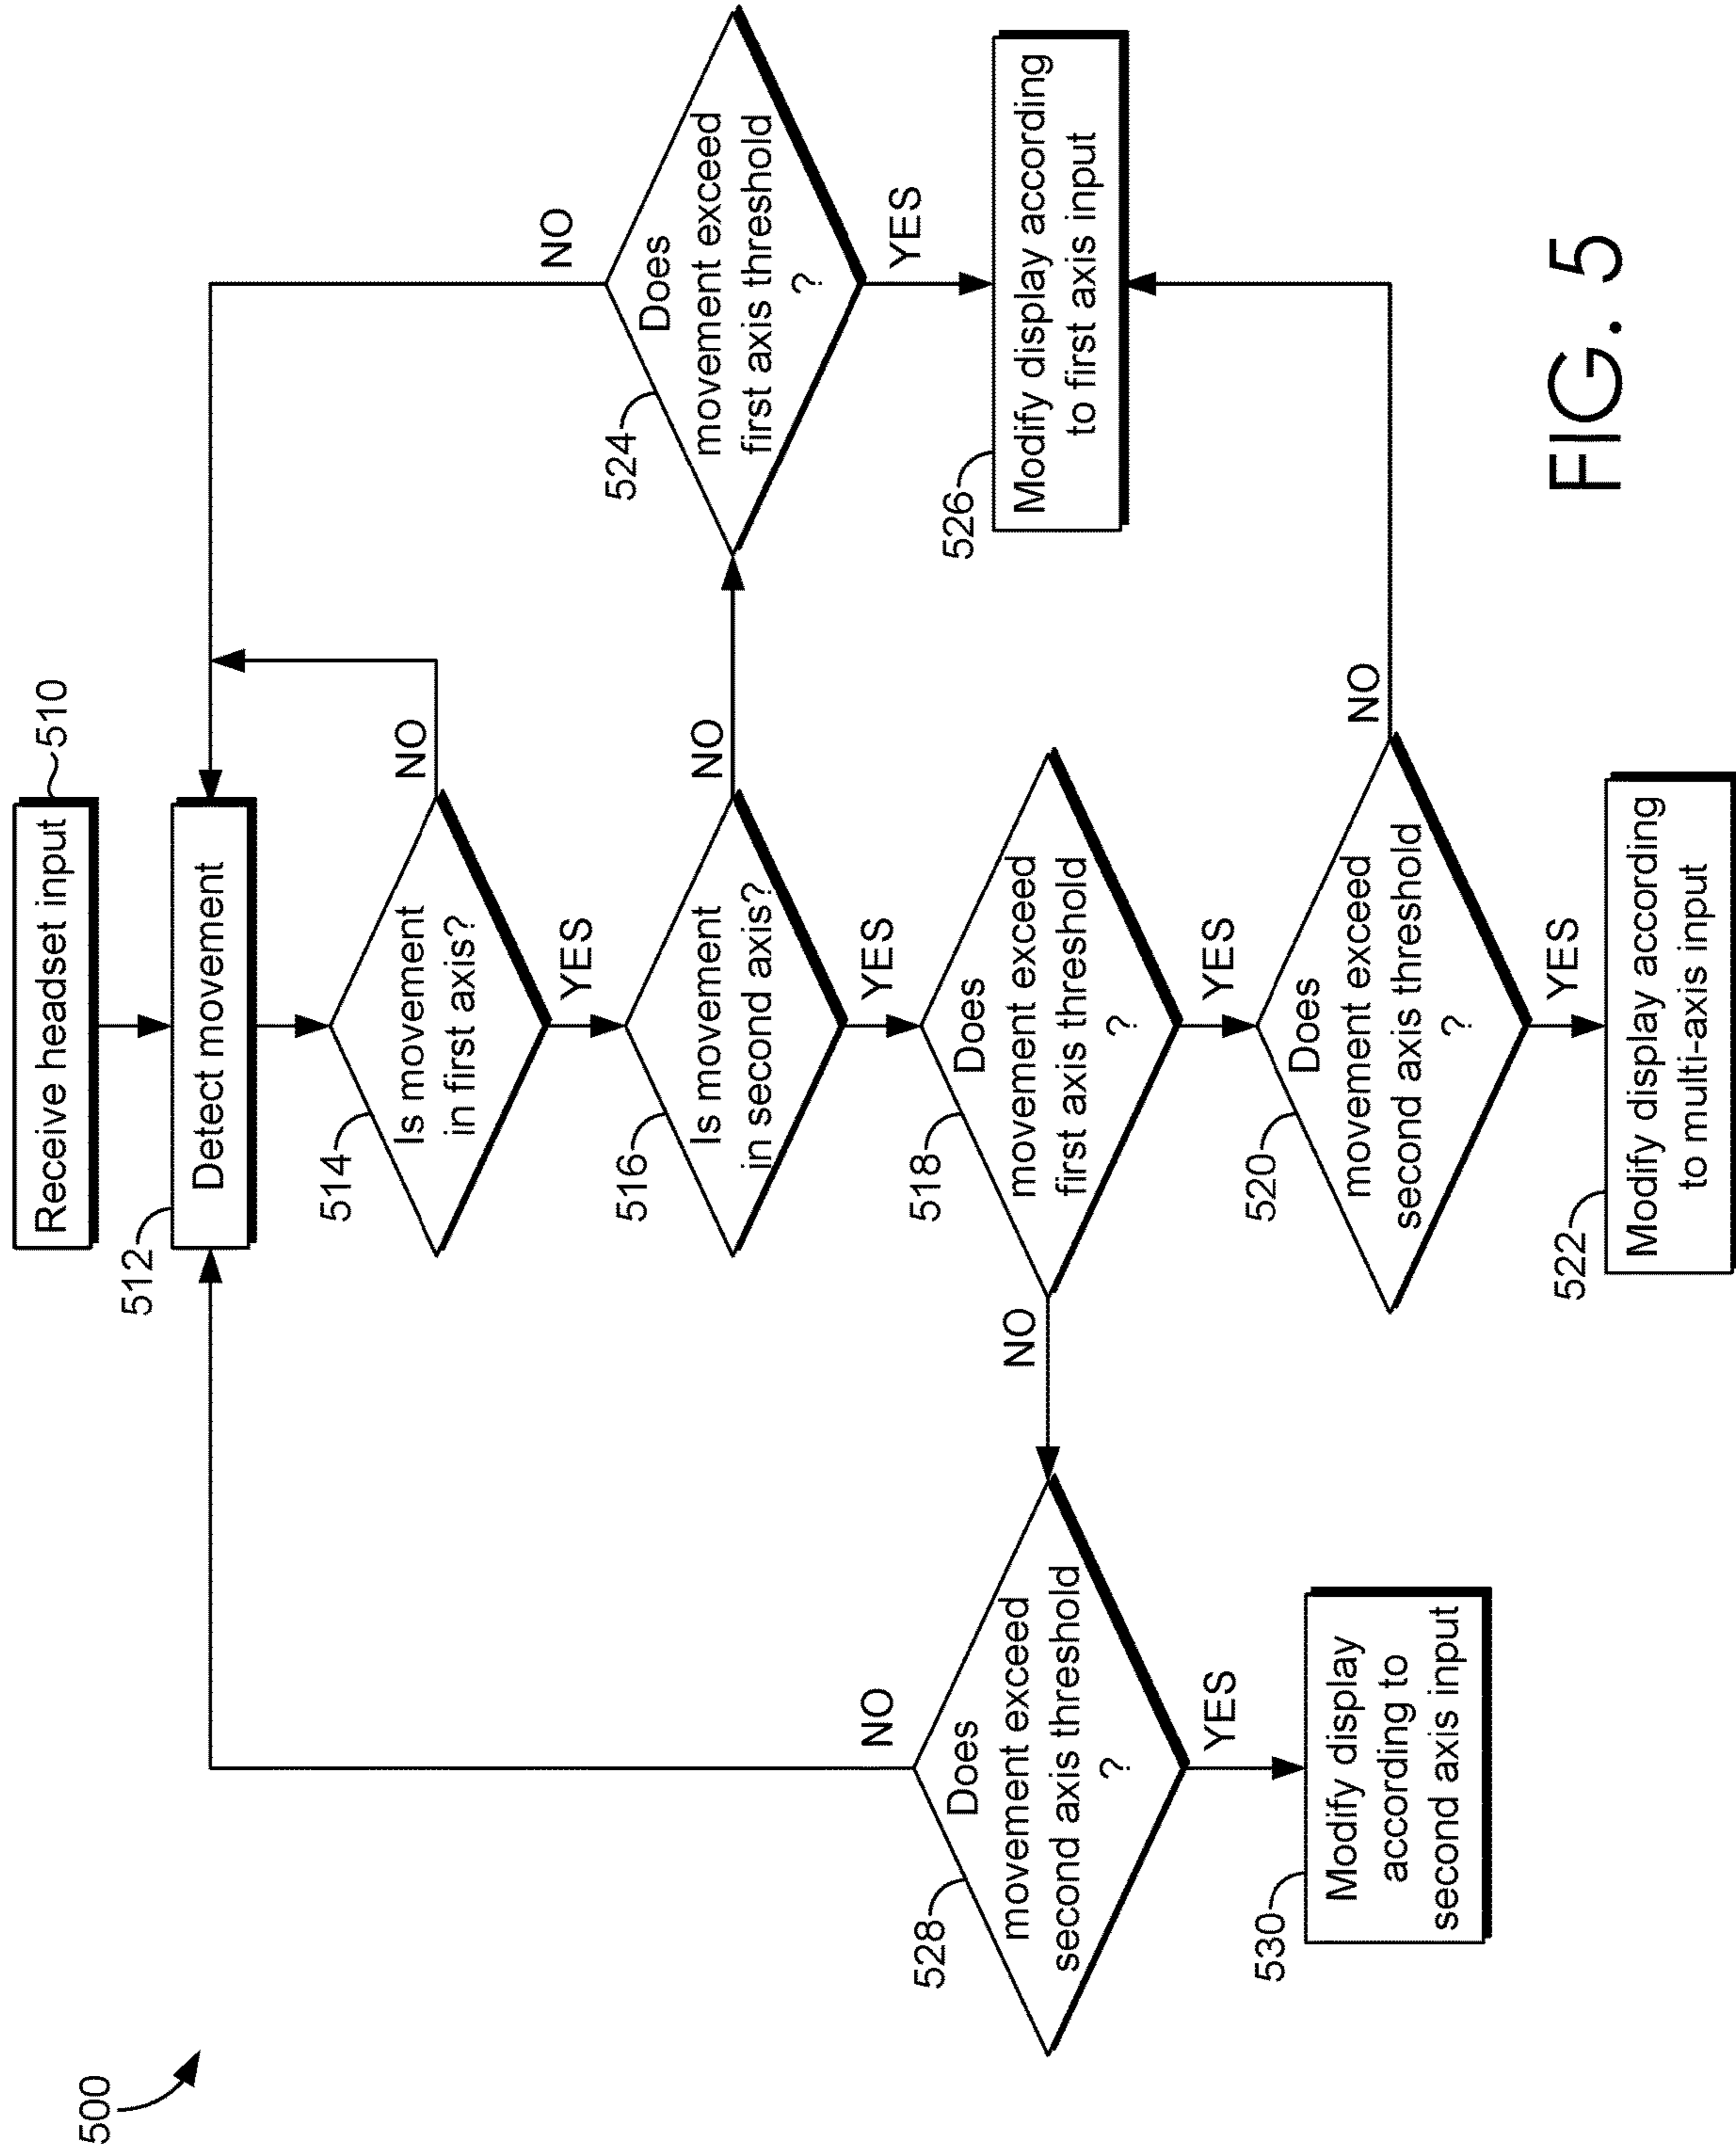 500
Receive headset input
510
512
Detect movement
514
Is movement
in first axis?
NO
YES
516
Is movement
in second axis?
NO
YES
524
Does
movement exceed
first axis threshold
?
NO
YES
526
Modify display according
to first axis input
518
Does
movement exceed
first axis threshold
?
NO
YES
528
Does
movement exceed
second axis threshold
?
NO
YES
530
Modify display
according to
second axis input
520
Does
movement exceed
second axis threshold
?
NO
YES
522
Modify display according
to multi-axis input
FIG. 5